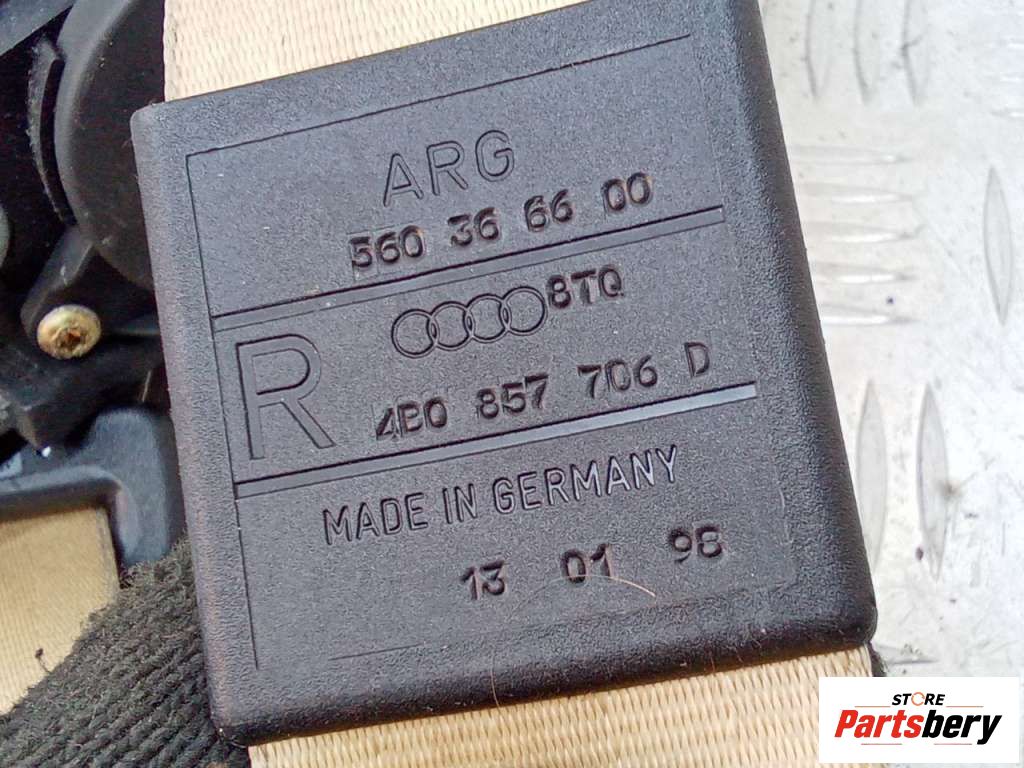 ARG
560 36 66 00
8TQ
R
4B0 857 706 D
MADE IN GERMANY
13 01 98
STORE
Partsbery